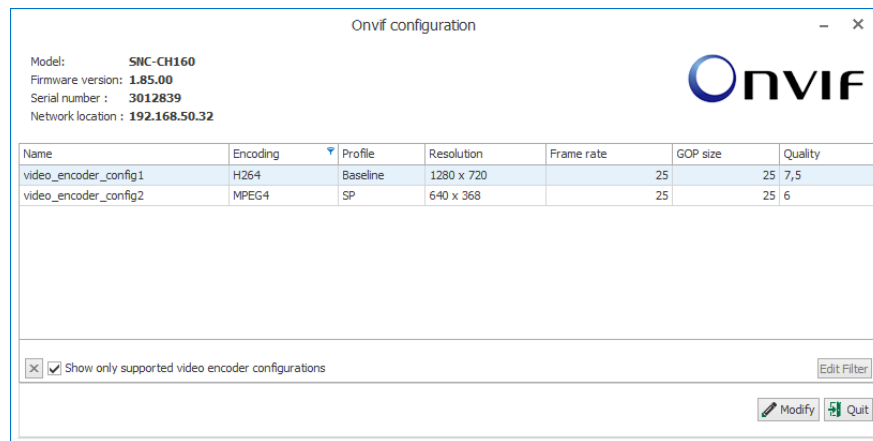 Onvif configuration
Model: SNC-CH160
Firmware version: 1.85.00
Serial number : 3012839
Network location : 192.168.50.32
ONVIF
Name Encoding Profile Resolution Frame rate GOP size Quality
video_encoder_config1 H264 Baseline 1280 x 720 25 25 7,5
video_encoder_config2 MPEG4 SP 640 x 368 25 25 6
Show only supported video encoder configurations Edit Filter
Modify Quit